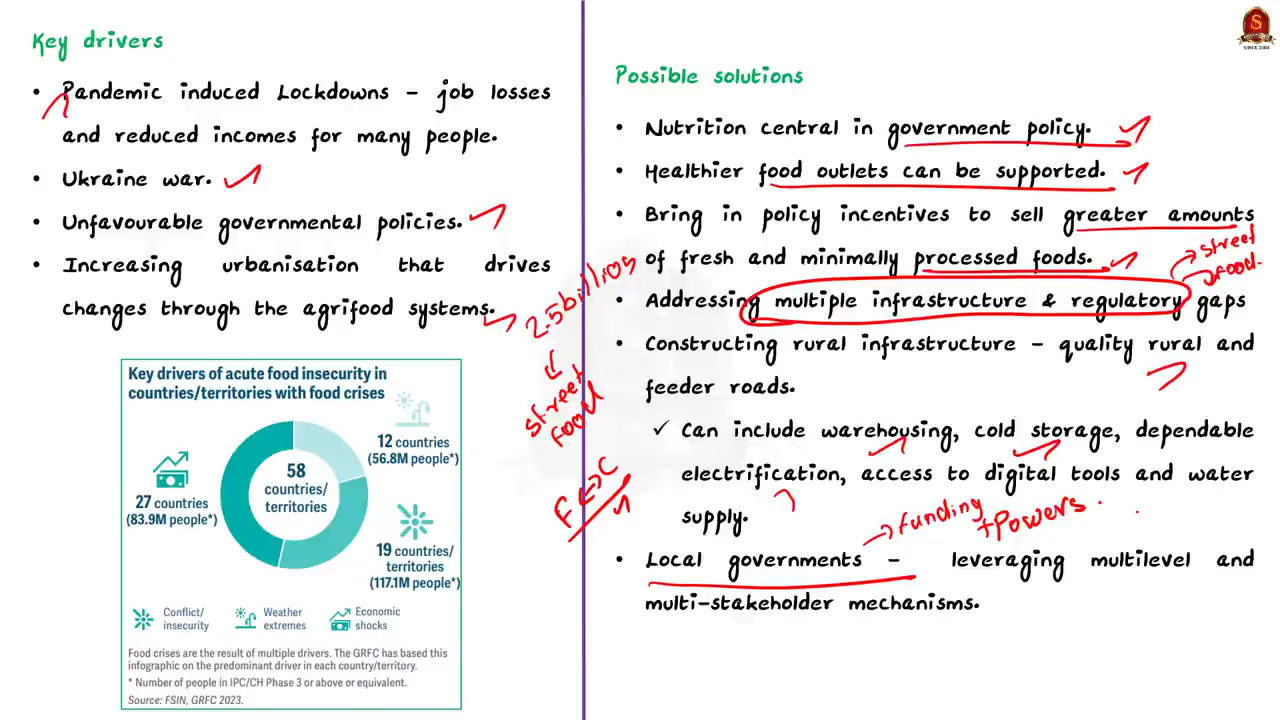 Key drivers
• Pandemic induced Lockdowns – job losses
and reduced incomes for many people.
• Ukraine war.
• Unfavourable governmental policies.
• Increasing urbanisation that drives
changes through the agrifood systems.
Key drivers of acute food insecurity in
countries/territories with food crises
12 countries
(56.8M people*)
58
countries/
territories
27 countries
(83.9M people*)
19 countries/
territories
(117.1M people*)
Conflict/
insecurity
Weather
extremes
Economic
shocks
Food crises are the result of multiple drivers. The GRFC has based this
infographic on the predominant driver in each country/territory.
* Number of people in IPC/CH Phase 3 or above or equivalent.
Source: FSIN, GRFC 2023.
2.5 billios
street
food
F ↔ C
S
SINCE 2004
Possible solutions
• Nutrition central in government policy.
• Healthier food outlets can be supported.
• Bring in policy incentives to sell greater amounts
of fresh and minimally processed foods.
street
food.
• Addressing multiple infrastructure & regulatory gaps
• Constructing rural infrastructure – quality rural and
feeder roads.
✓ Can include warehousing, cold storage, dependable
electrification, access to digital tools and water
supply.
funding
+Powers.
• Local governments – leveraging multilevel and
multi-stakeholder mechanisms.